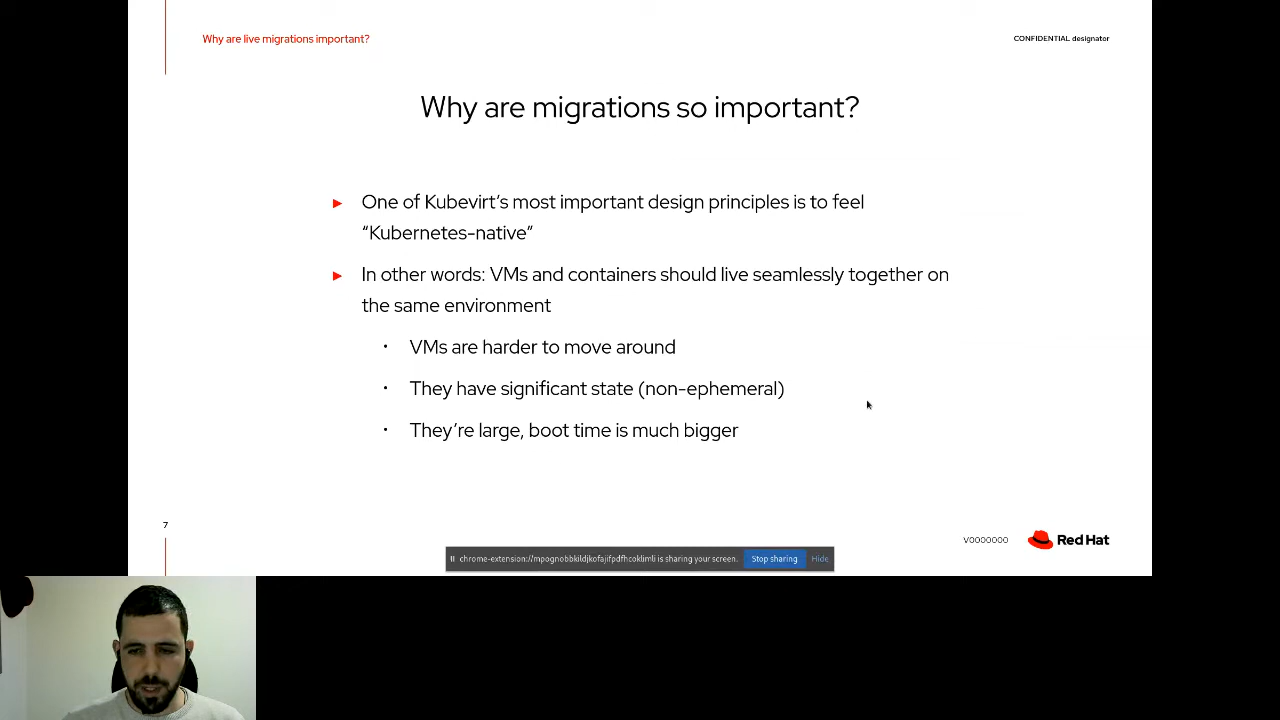 Why are live migrations important?
CONFIDENTIAL designator
Why are migrations so important?
One of Kubevirt's most important design principles is to feel
"Kubernetes-native"
In other words: VMs and containers should live seamlessly together on
the same environment
VMs are harder to move around
They have significant state (non-ephemeral)
They're large, boot time is much bigger
7
V0000000
Red Hat
chrome-extension://mpognobbkildjkofajifpdfhcoklimli is sharing your screen.
Stop sharing
Hide